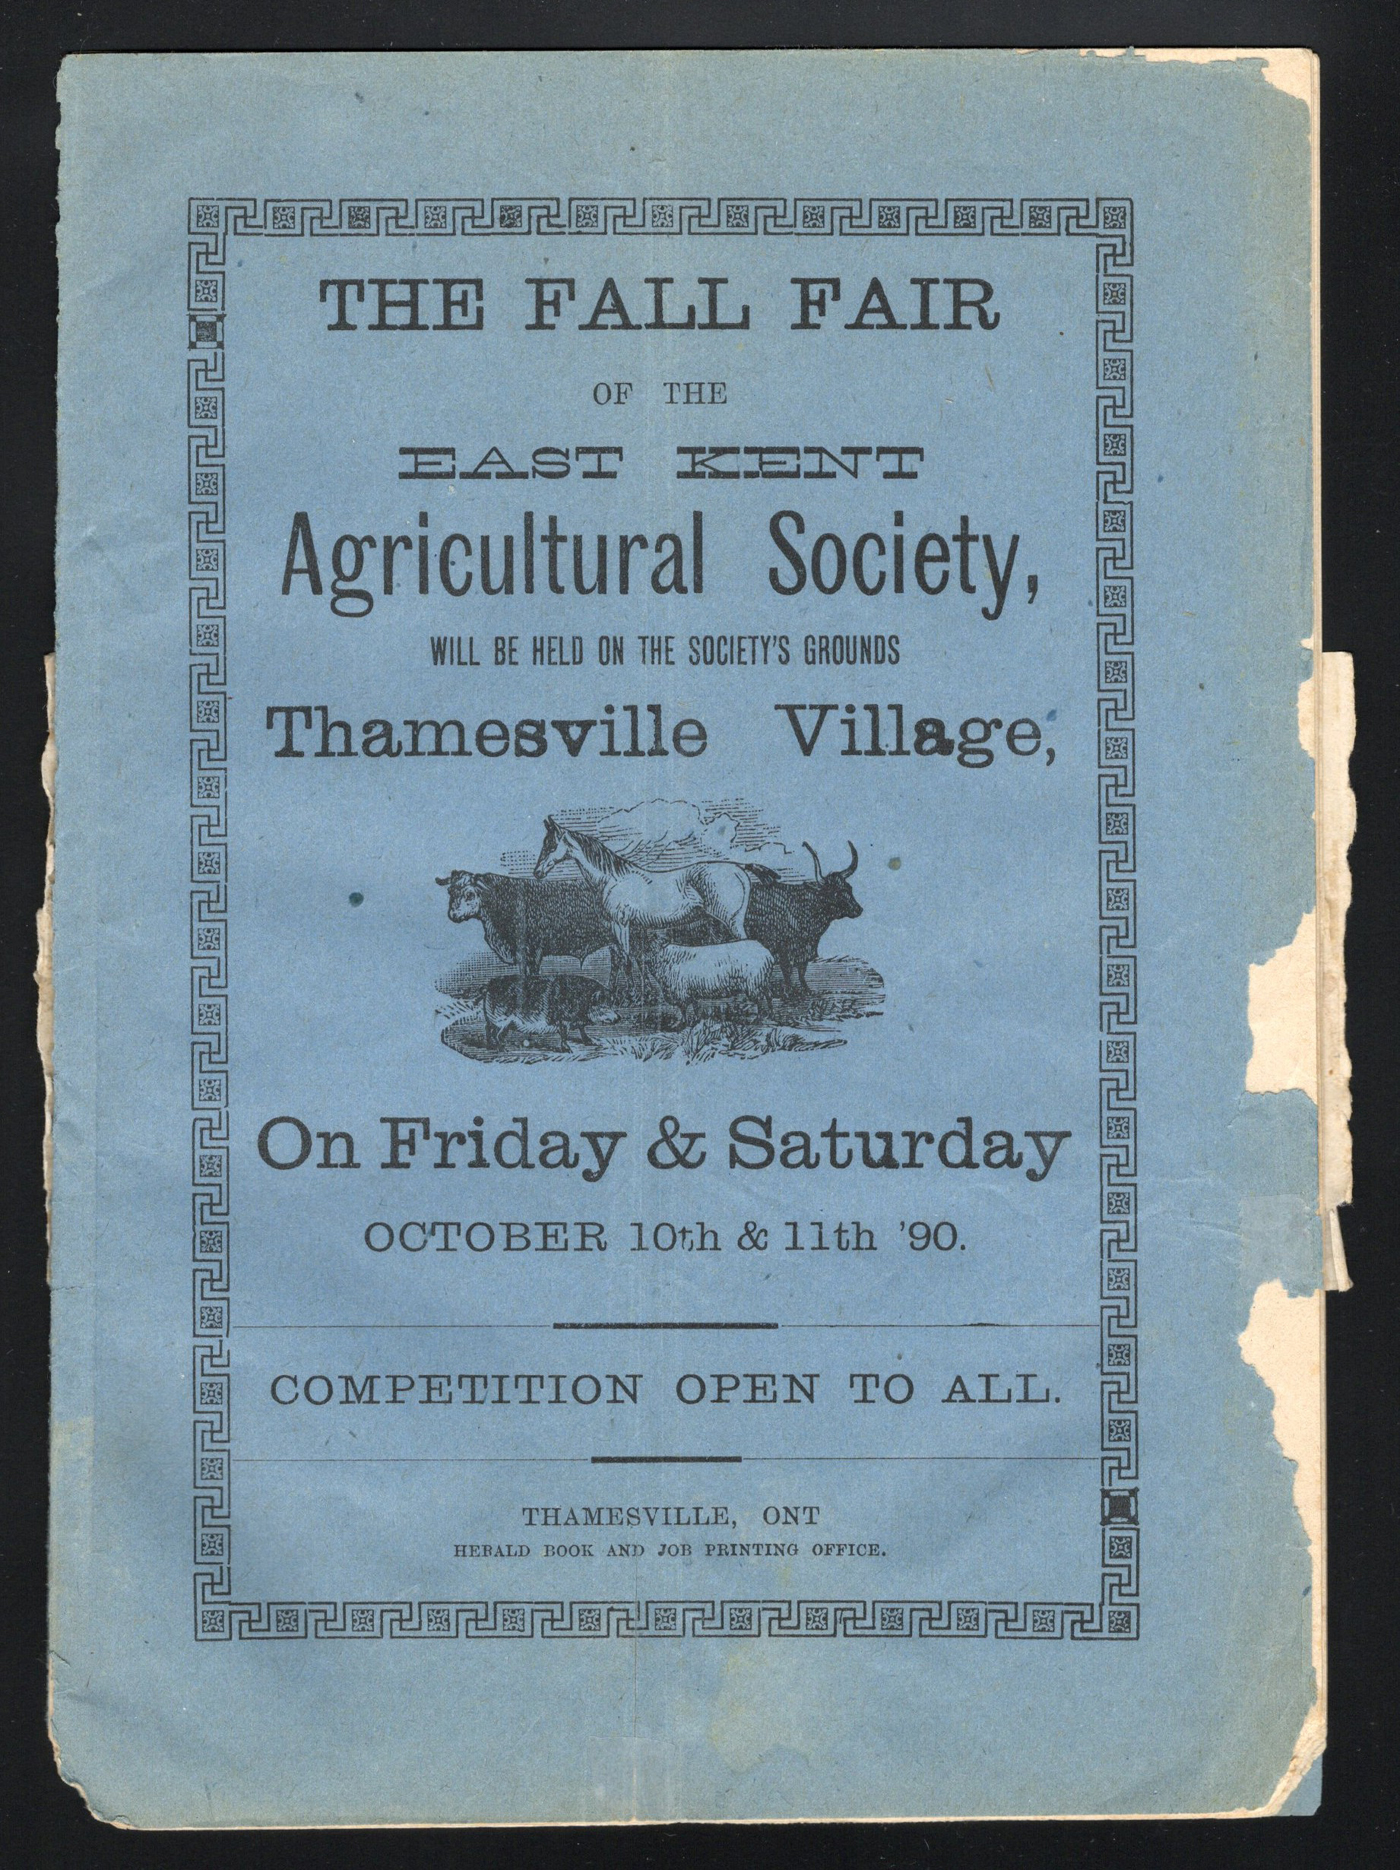 THE FALL FAIR
OF THE
EAST KENT
Agricultural Society,
WILL BE HELD ON THE SOCIETY'S GROUNDS
Thamesville Village,
On Friday & Saturday
OCTOBER 10th & 11th '90.
COMPETITION OPEN TO ALL.
THAMESVILLE, ONT
HERALD BOOK AND JOB PRINTING OFFICE.